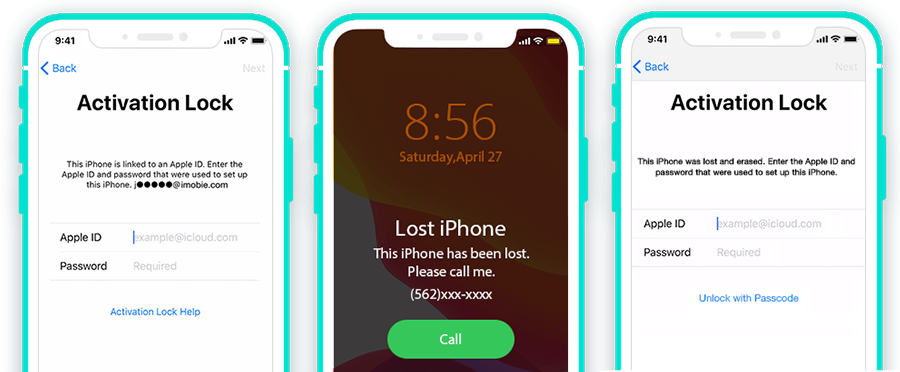 9:41
Back
Next
Activation Lock
This iPhone is linked to an Apple ID. Enter the
Apple ID and password that were used to set up
this iPhone. j●●●●●@imobie.com
Apple ID
example@icloud.com
Password
Required
Activation Lock Help
8:56
Saturday,April 27
Lost iPhone
This iPhone has been lost.
Please call me.
(562)xxx-xxxx
Call
9:41
Back
Next
Activation Lock
This iPhone was lost and erased. Enter the Apple ID and
password that were used to set up this iPhone.
Apple ID
example@icloud.com
Password
Required
Unlock with Passcode